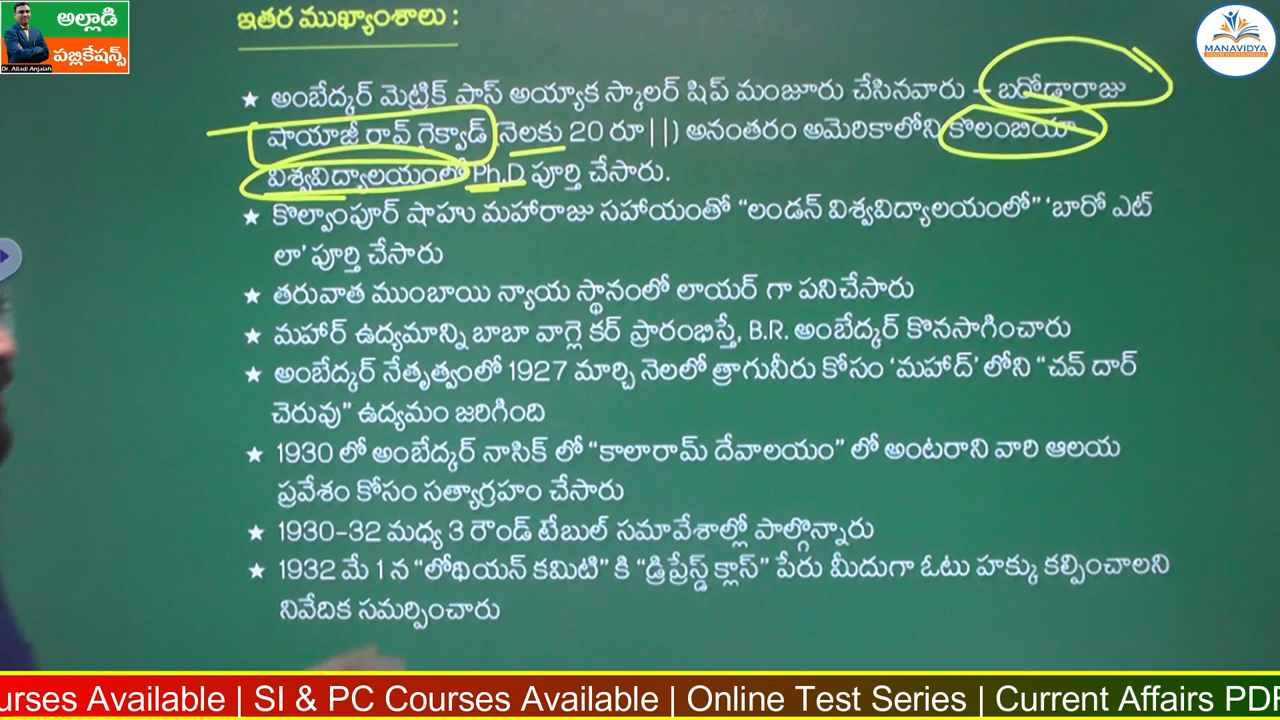 అల్లాడి
పబ్లికేషన్స్
Dr. Alladi Anjaiah
MANAVIDYA
ఇతర ముఖ్యాంశాలు :
★ అంబేద్కర్ మెట్రిక్ పాస్ అయ్యాక స్కాలర్ షిప్ మంజూరు చేసినవారు – బరోడారాజు
షాయాజీ రావ్ గైక్వాడ్ (నెలకు 20 రూ||) అనంతరం అమెరికాలోని కొలంబియా
విశ్వవిద్యాలయంలో Ph.D పూర్తి చేసారు.
★ కొల్వాంపూర్ షాహు మహారాజు సహాయంతో “లండన్ విశ్వవిద్యాలయంలో” ‘బారో ఎట్
లా’ పూర్తి చేసారు
★ తరువాత ముంబాయి న్యాయ స్థానంలో లాయర్ గా పనిచేసారు
★ మహార్ ఉద్యమాన్ని బాబా వాగ్లె కర్ ప్రారంభిస్తే, B.R. అంబేద్కర్ కొనసాగించారు
★ అంబేద్కర్ నేతృత్వంలో 1927 మార్చి నెలలో త్రాగునీరు కోసం ‘మహాద్’ లోని “చవ్ దార్
చెరువు” ఉద్యమం జరిగింది
★ 1930 లో అంబేద్కర్ నాసిక్ లో “కాలారామ్ దేవాలయం” లో అంటరాని వారి ఆలయ
ప్రవేశం కోసం సత్యాగ్రహం చేసారు
★ 1930-32 మధ్య 3 రౌండ్ టేబుల్ సమావేశాల్లో పాల్గొన్నారు
★ 1932 మే 1 న “లోథియన్ కమిటి” కి “డ్రిప్రేస్డ్ క్లాస్” పేరు మీదుగా ఓటు హక్కు కల్పించాలని
నివేదిక సమర్పించారు
urses Available | SI & PC Courses Available | Online Test Series | Current Affairs PDF